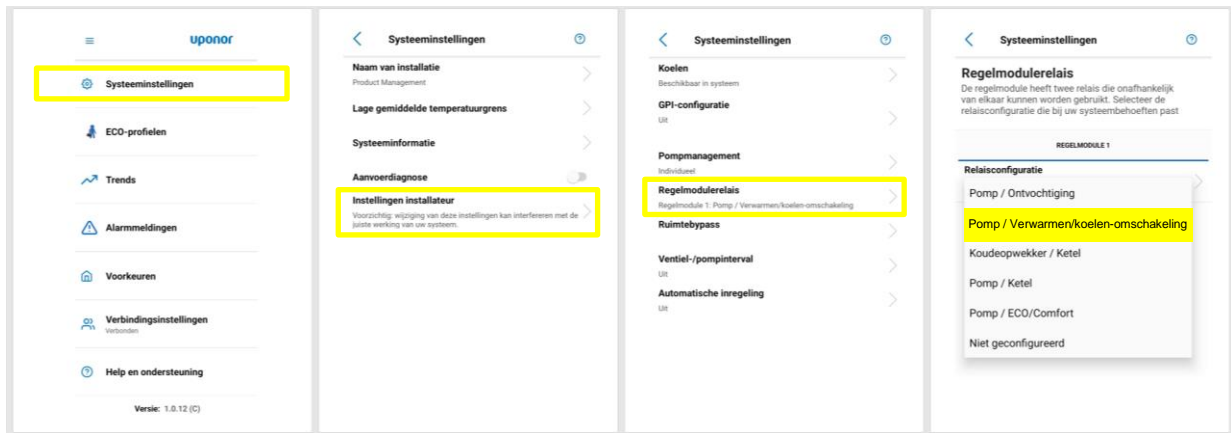 uponor
Systeeminstellingen
ECO-profielen
Trends
Alarmmeldingen
Voorkeuren
Verbindingsinstellingen
Verbonden
Help en ondersteuning
Versie: 1.0.12 (C)
Systeeminstellingen
Naam van installatie
Product Management
Lage gemiddelde temperatuurgrens
Systeeminformatie
Aanvoerdiagnose
Instellingen installateur
Voorzichtig: wijziging van deze instellingen kan interfereren met de
juiste werking van uw systeem.
Systeeminstellingen
Koelen
Beschikbaar in systeem
GPI-configuratie
Uit
Pompmanagement
Individueel
Regelmodulerelais
Regelmodule 1: Pomp / Verwarmen/koelen-omschakeling
Ruimtebypass
Ventiel-/pompinterval
Uit
Automatische inregeling
Uit
Systeeminstellingen
Regelmodulerelais
De regelmodule heeft twee relais die onafhankelijk
van elkaar kunnen worden gebruikt. Selecteer de
relaisconfiguratie die bij uw systeembehoeften past
REGELMODULE 1
Relaisconfiguratie
Pomp / Ontvochtiging
Pomp / Verwarmen/koelen-omschakeling
Koudeopwekker / Ketel
Pomp / Ketel
Pomp / ECO/Comfort
Niet geconfigureerd